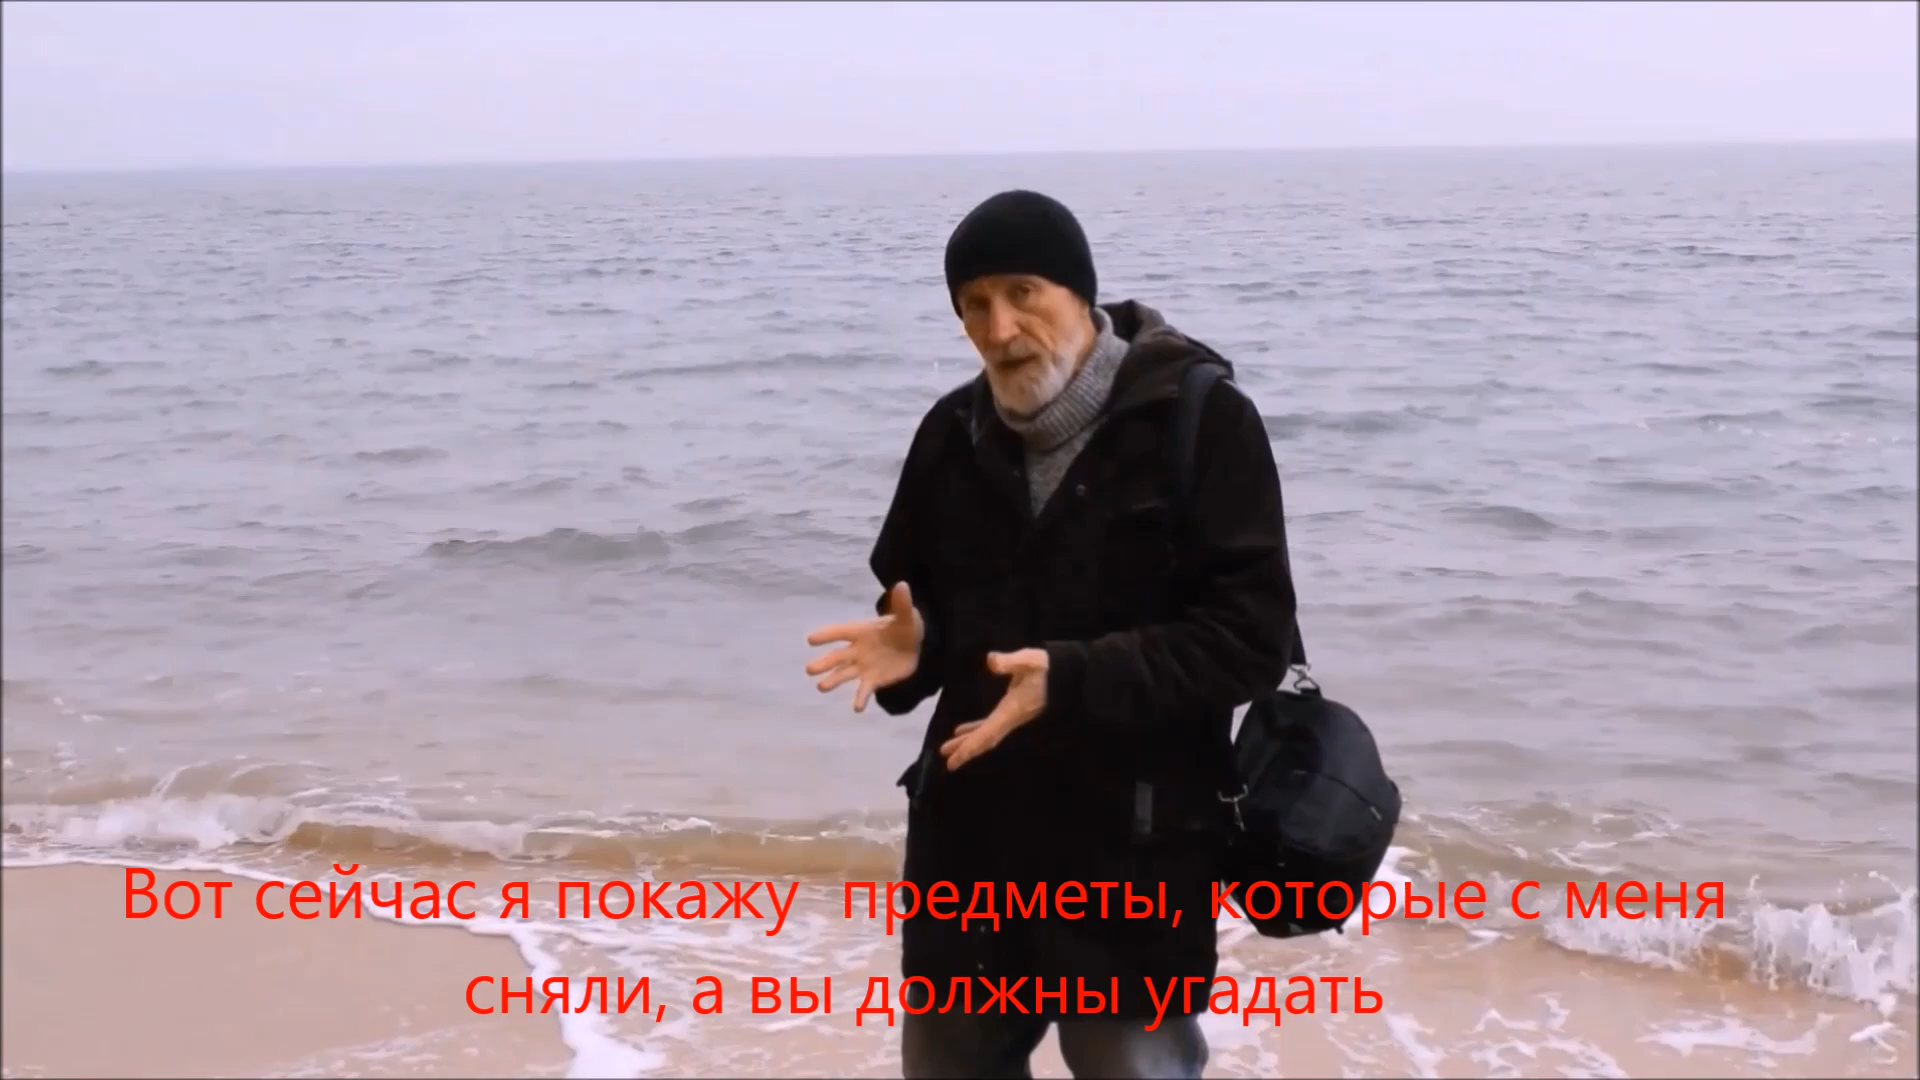 Вот сейчас я покажу  предметы, которые с меня
сняли, а вы должны угадать